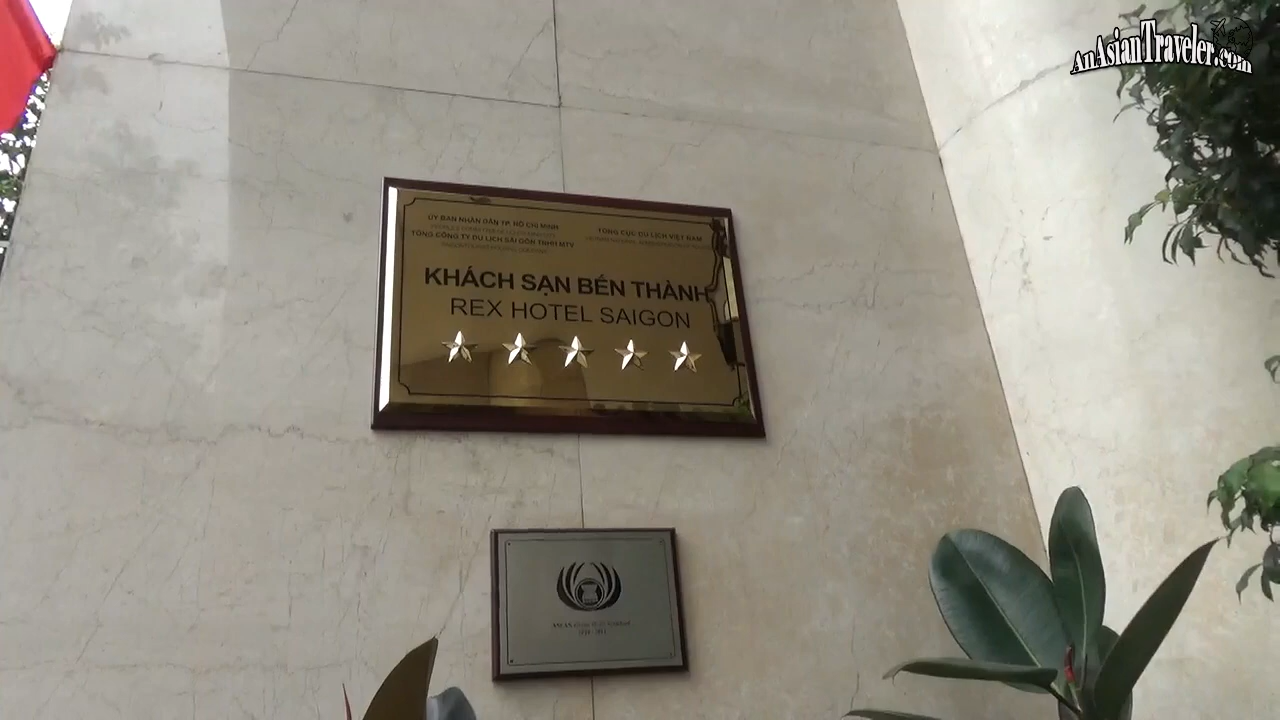 AnAsianTraveler.com
ỦY BAN NHÂN DÂN TP. HỒ CHÍ MINH
TỔNG CÔNG TY DU LỊCH SÀI GÒN TNHH MTV
TỔNG CỤC DU LỊCH VIỆT NAM
KHÁCH SẠN BẾN THÀNH
REX HOTEL SAIGON
ASEAN